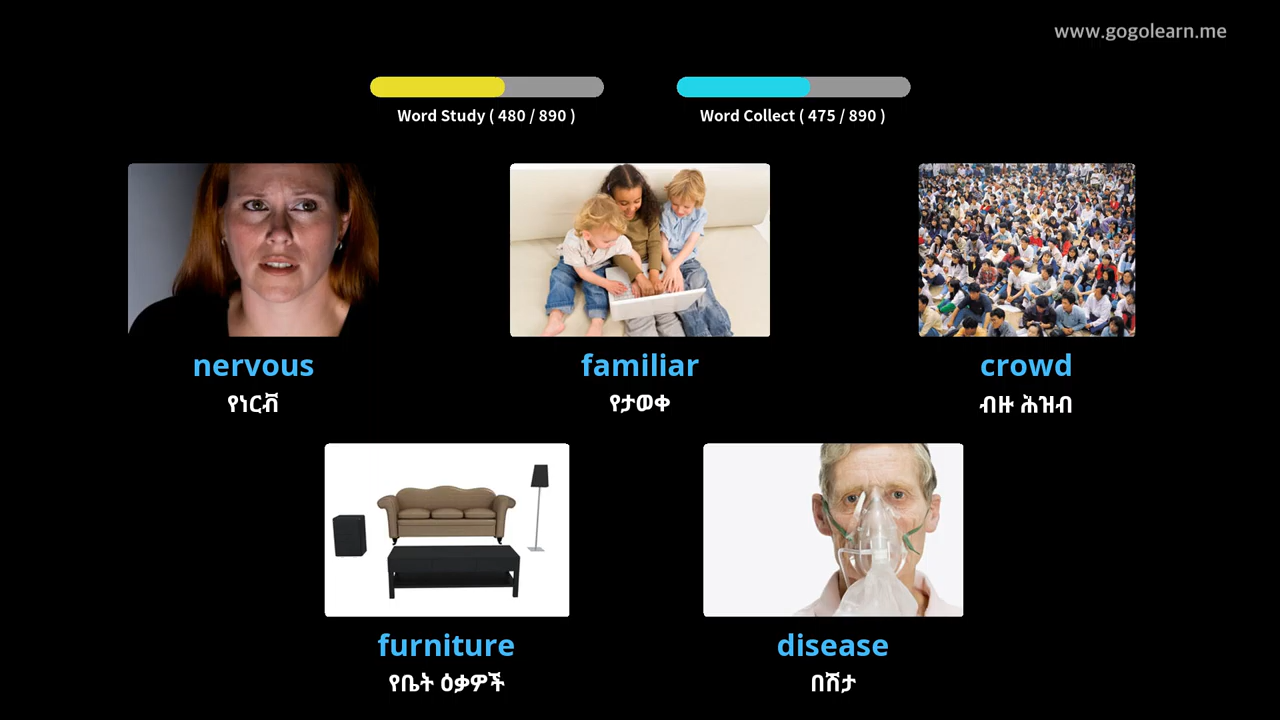 www.gogolearn.me
Word Study ( 480 / 890 )
Word Collect ( 475 / 890 )
nervous
የነርቭ
familiar
የታወቀ
crowd
ብዙ ሕዝብ
furniture
የቤት ዕቃዎች
disease
በሽታ